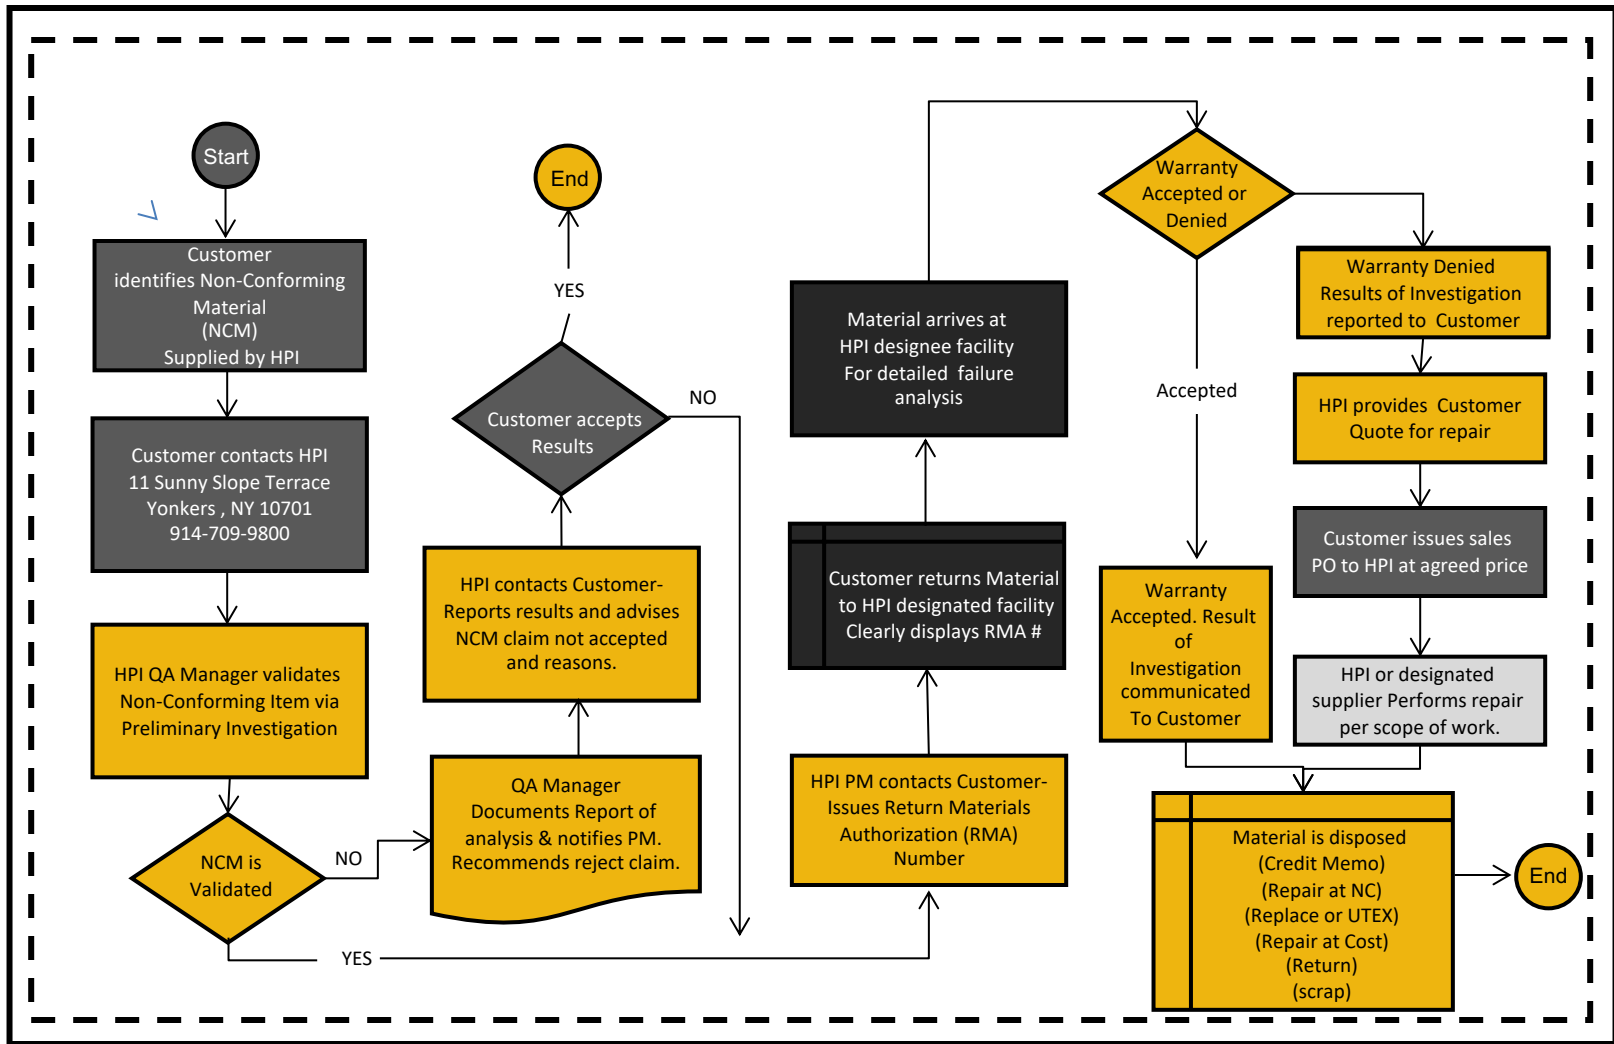 Start
Customer
identifies Non-Conforming
Material
(NCM)
Supplied by HPI
Customer contacts HPI
11 Sunny Slope Terrace
Yonkers , NY 10701
914-709-9800
HPI QA Manager validates
Non-Conforming Item via
Preliminary Investigation
NCM is
Validated
NO
YES
QA Manager
Documents Report of
analysis & notifies PM.
Recommends reject claim.
HPI contacts Customer-
Reports results and advises
NCM claim not accepted
and reasons.
Customer accepts
Results
YES
NO
End
HPI PM contacts Customer-
Issues Return Materials
Authorization (RMA)
Number
Customer returns Material
to HPI designated facility
Clearly displays RMA #
Material arrives at
HPI designee facility
For detailed failure
analysis
Warranty
Accepted or
Denied
Accepted
Warranty
Accepted. Result
of
Investigation
communicated
To Customer
Warranty Denied
Results of Investigation
reported to Customer
HPI provides Customer
Quote for repair
Customer issues sales
PO to HPI at agreed price
HPI or designated
supplier Performs repair
per scope of work.
Material is disposed
(Credit Memo)
(Repair at NC)
(Replace or UTEX)
(Repair at Cost)
(Return)
(scrap)
End